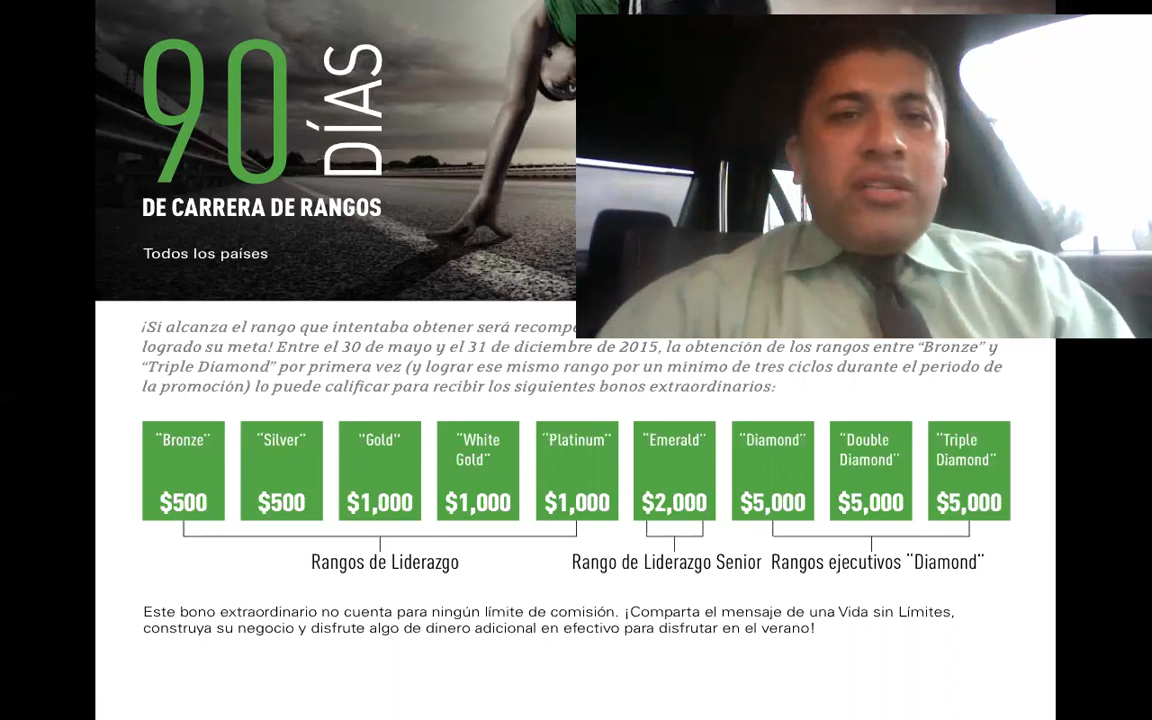 90 DÍAS
DE CARRERA DE RANGOS
Todos los países
¡Si alcanza el rango que intentaba obtener será
logrado su meta! Entre el 30 de mayo y el 31 de diciembre de 2015, la obtención de los rangos entre “Bronze” y
“Triple Diamond” por primera vez (y lograr ese mismo rango por un mínimo de tres ciclos durante el período de
la promoción) lo puede calificar para recibir los siguientes bonos extraordinarios:
“Bronze”
$500
“Silver”
$500
“Gold”
$1,000
“White
Gold”
$1,000
“Platinum”
$1,000
“Emerald”
$2,000
“Diamond”
$5,000
“Double
Diamond”
$5,000
“Triple
Diamond”
$5,000
Rangos de Liderazgo
Rango de Liderazgo Senior
Rangos ejecutivos “Diamond”
Este bono extraordinario no cuenta para ningún límite de comisión. ¡Comparta el mensaje de una Vida sin Límites,
construya su negocio y disfrute algo de dinero adicional en efectivo para disfrutar en el verano!